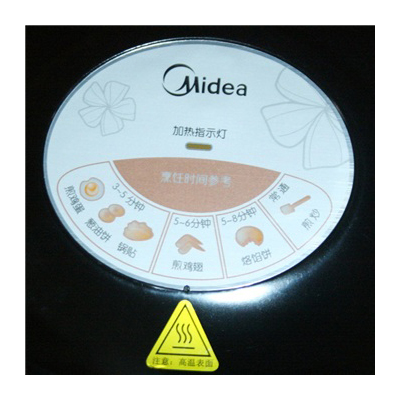 Midea
加热指示灯
烹饪时间参考
3-5分钟
煎鸡蛋
葱油饼
锅贴
5-6分钟
煎鸡翅
5-8分钟
烙馅饼
常通
煎炒
注意:高温表面